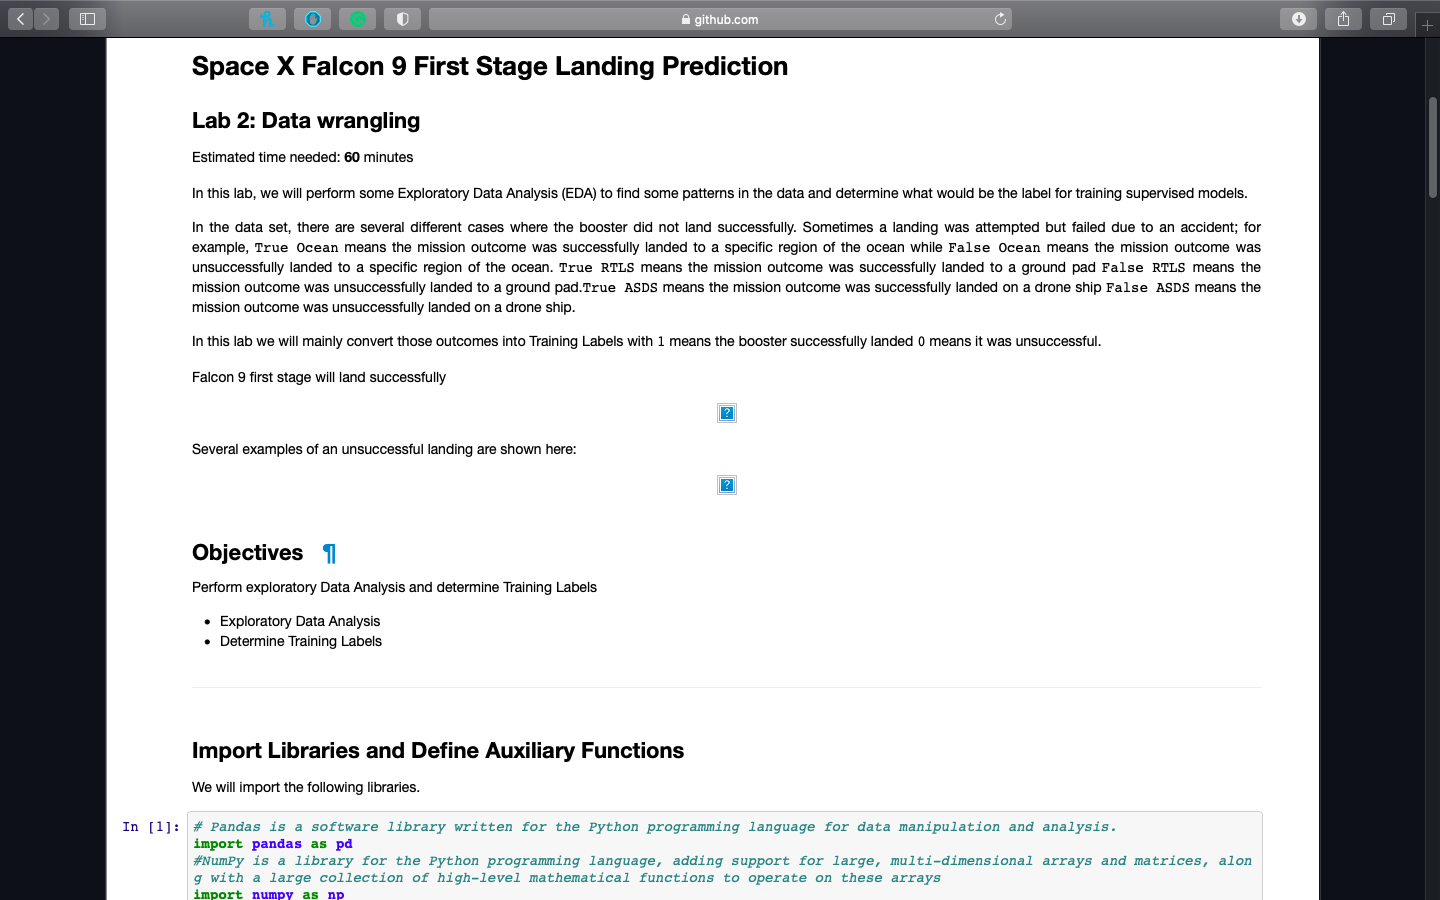 github.com
Space X Falcon 9 First Stage Landing Prediction
Lab 2: Data wrangling
Estimated time needed: 60 minutes
In this lab, we will perform some Exploratory Data Analysis (EDA) to find some patterns in the data and determine what would be the label for training supervised models.
In the data set, there are several different cases where the booster did not land successfully. Sometimes a landing was attempted but failed due to an accident; for
example, True Ocean means the mission outcome was successfully landed to a specific region of the ocean while False Ocean means the mission outcome was
unsuccessfully landed to a specific region of the ocean. True RTLS means the mission outcome was successfully landed to a ground pad False RTLS means the
mission outcome was unsuccessfully landed to a ground pad.True ASDS means the mission outcome was successfully landed on a drone ship False ASDS means the
mission outcome was unsuccessfully landed on a drone ship.
In this lab we will mainly convert those outcomes into Training Labels with 1 means the booster successfully landed 0 means it was unsuccessful.
Falcon 9 first stage will land successfully
?
Several examples of an unsuccessful landing are shown here:
?
Objectives ¶
Perform exploratory Data Analysis and determine Training Labels
• Exploratory Data Analysis
• Determine Training Labels
Import Libraries and Define Auxiliary Functions
We will import the following libraries.
In [1]: # Pandas is a software library written for the Python programming language for data manipulation and analysis.
import pandas as pd
#NumPy is a library for the Python programming language, adding support for large, multi-dimensional arrays and matrices, alon
g with a large collection of high-level mathematical functions to operate on these arrays
import numpy as np